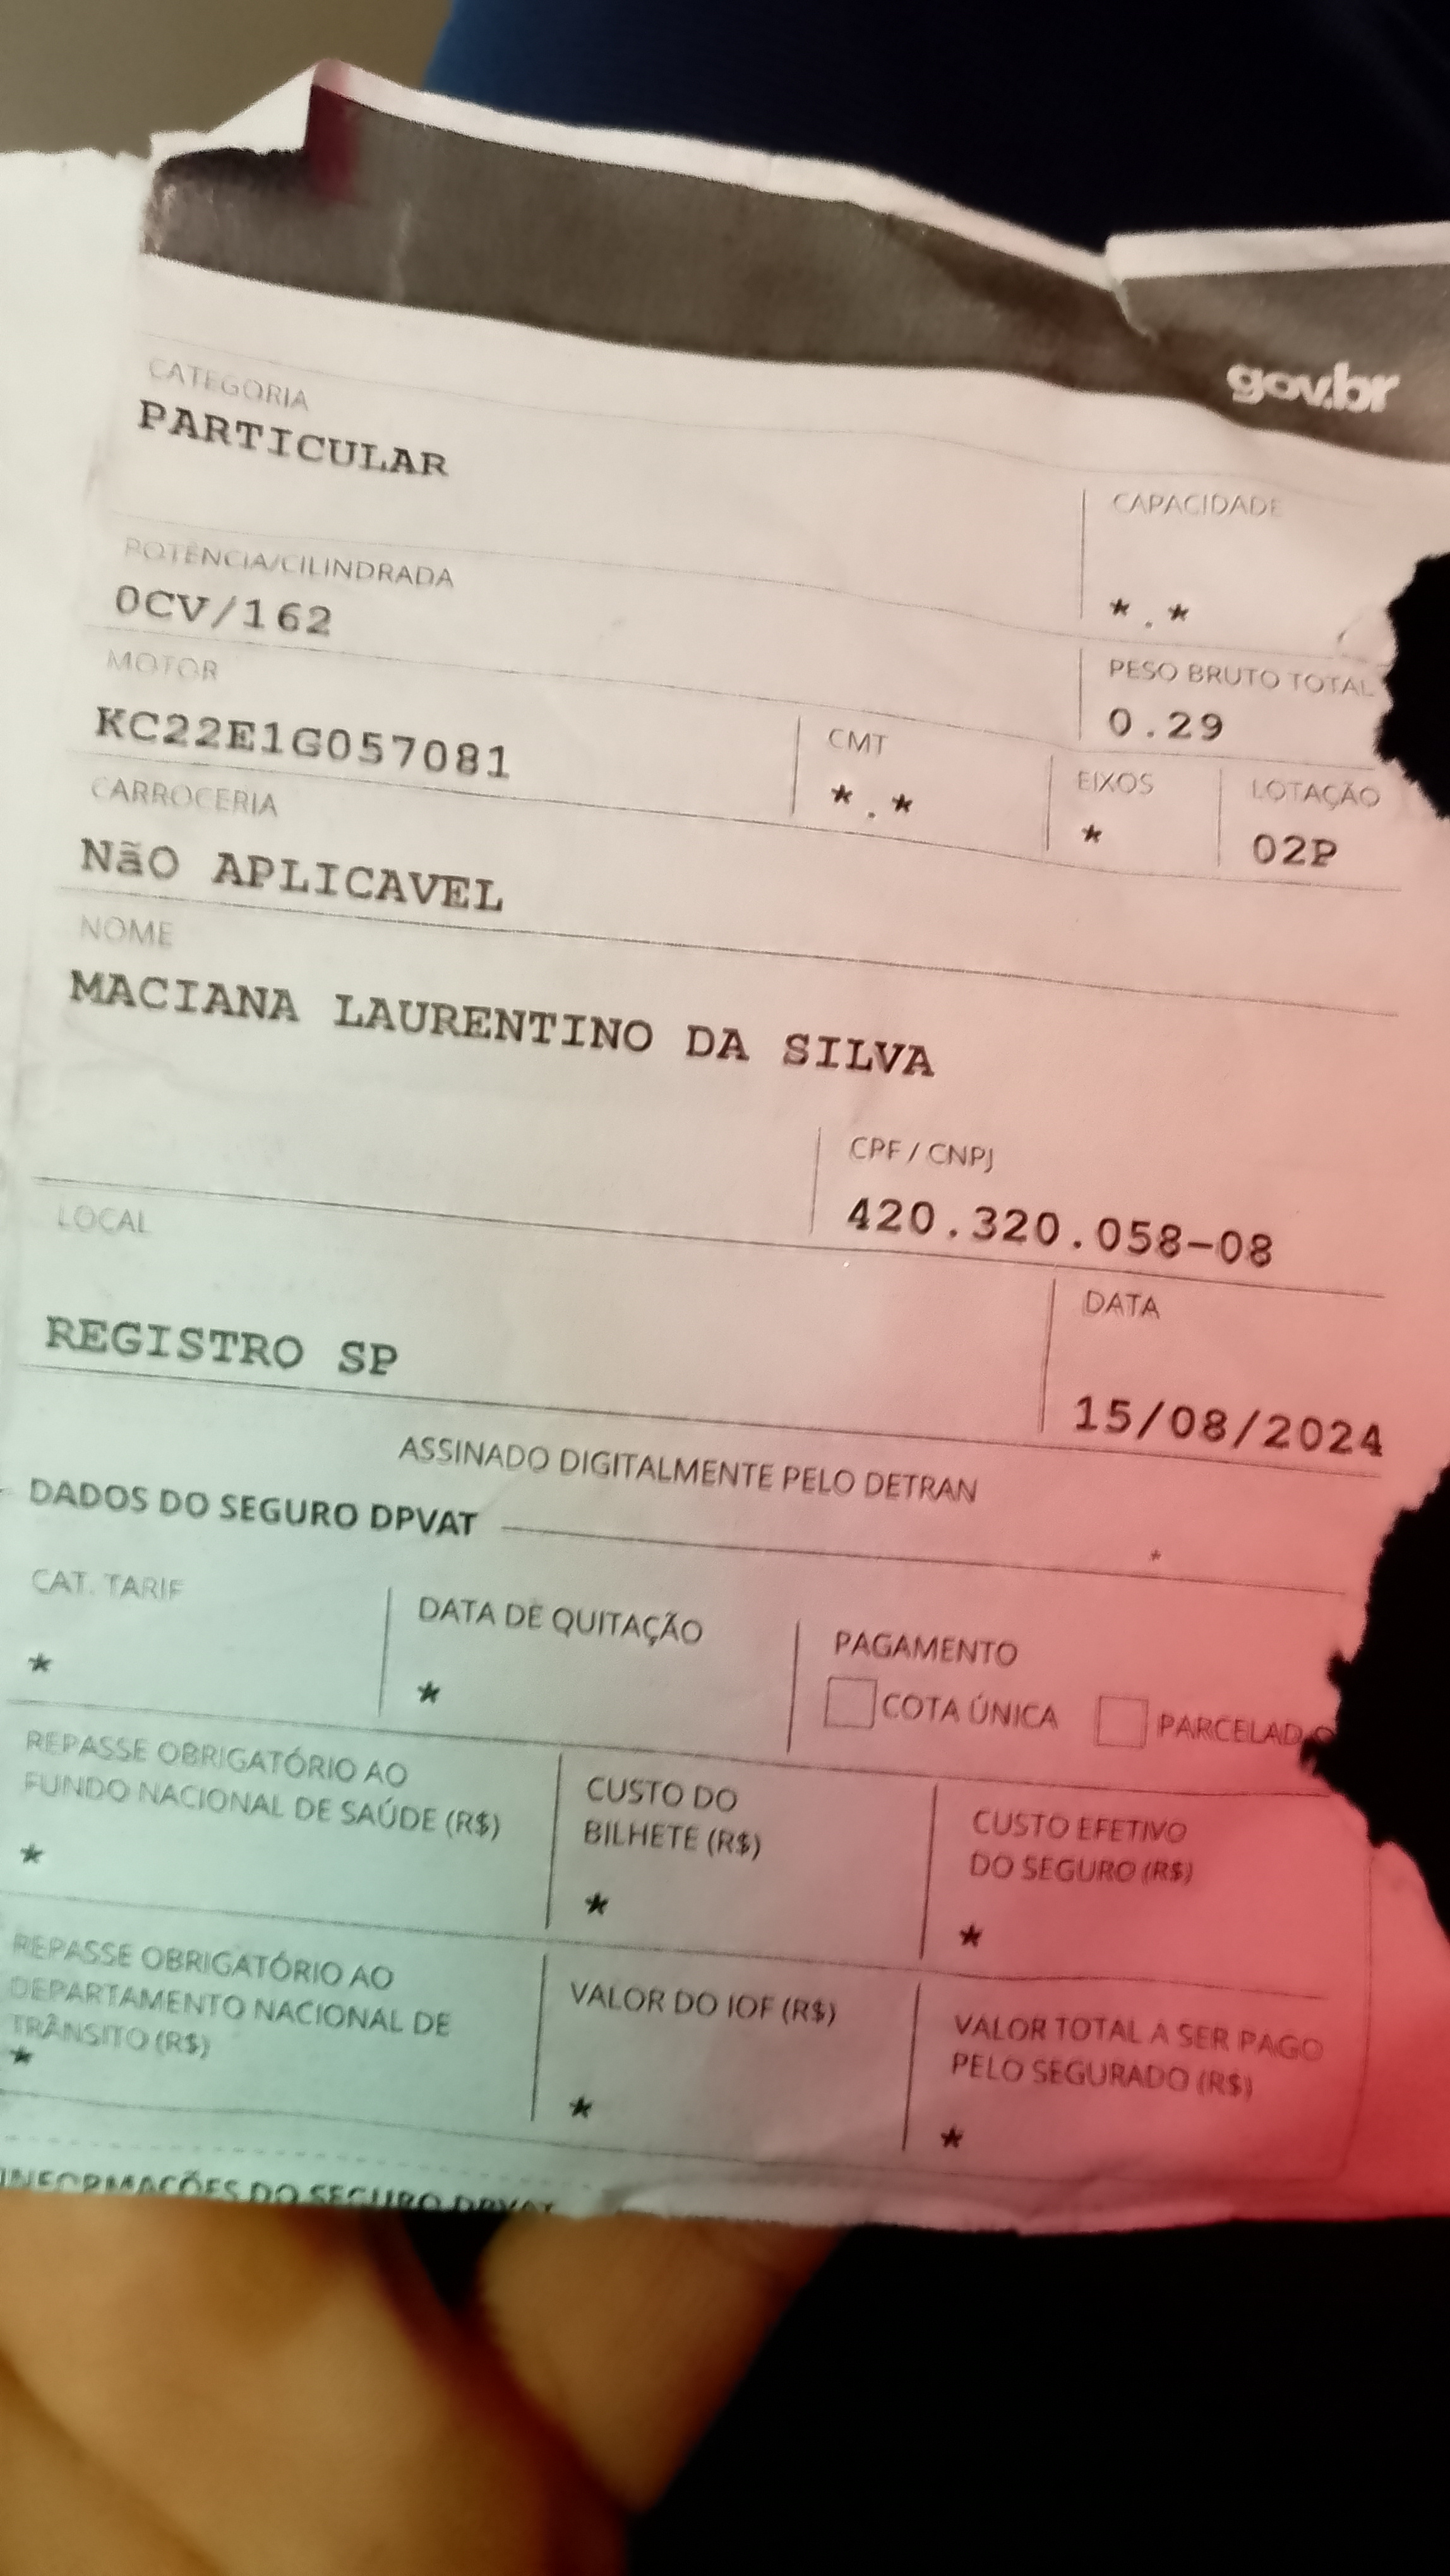 gov.br
CATEGORIA
PARTICULAR
CAPACIDADE
*.*
POTÊNCIA/CILINDRADA
0CV/162
PESO BRUTO TOTAL
0.29
MOTOR
KC22E1G057081
CMT
*.*
EIXOS
*
LOTAÇÃO
02P
CARROCERIA
NãO APLICAVEL
NOME
MACIANA LAURENTINO DA SILVA
CPF / CNPJ
420.320.058-08
LOCAL
REGISTRO SP
DATA
15/08/2024
ASSINADO DIGITALMENTE PELO DETRAN
DADOS DO SEGURO DPVAT
*
CAT. TARIF
*
DATA DE QUITAÇÃO
*
PAGAMENTO
COTA ÚNICA PARCELADO
REPASSE OBRIGATÓRIO AO
FUNDO NACIONAL DE SAÚDE (R$)
*
CUSTO DO
BILHETE (R$)
*
CUSTO EFETIVO
DO SEGURO (R$)
*
REPASSE OBRIGATÓRIO AO
DEPARTAMENTO NACIONAL DE
TRÂNSITO (R$)
*
VALOR DO IOF (R$)
*
VALOR TOTAL A SER PAGO
PELO SEGURADO (R$)
*
INFORMAÇÕES DO SEGURO DPVAT